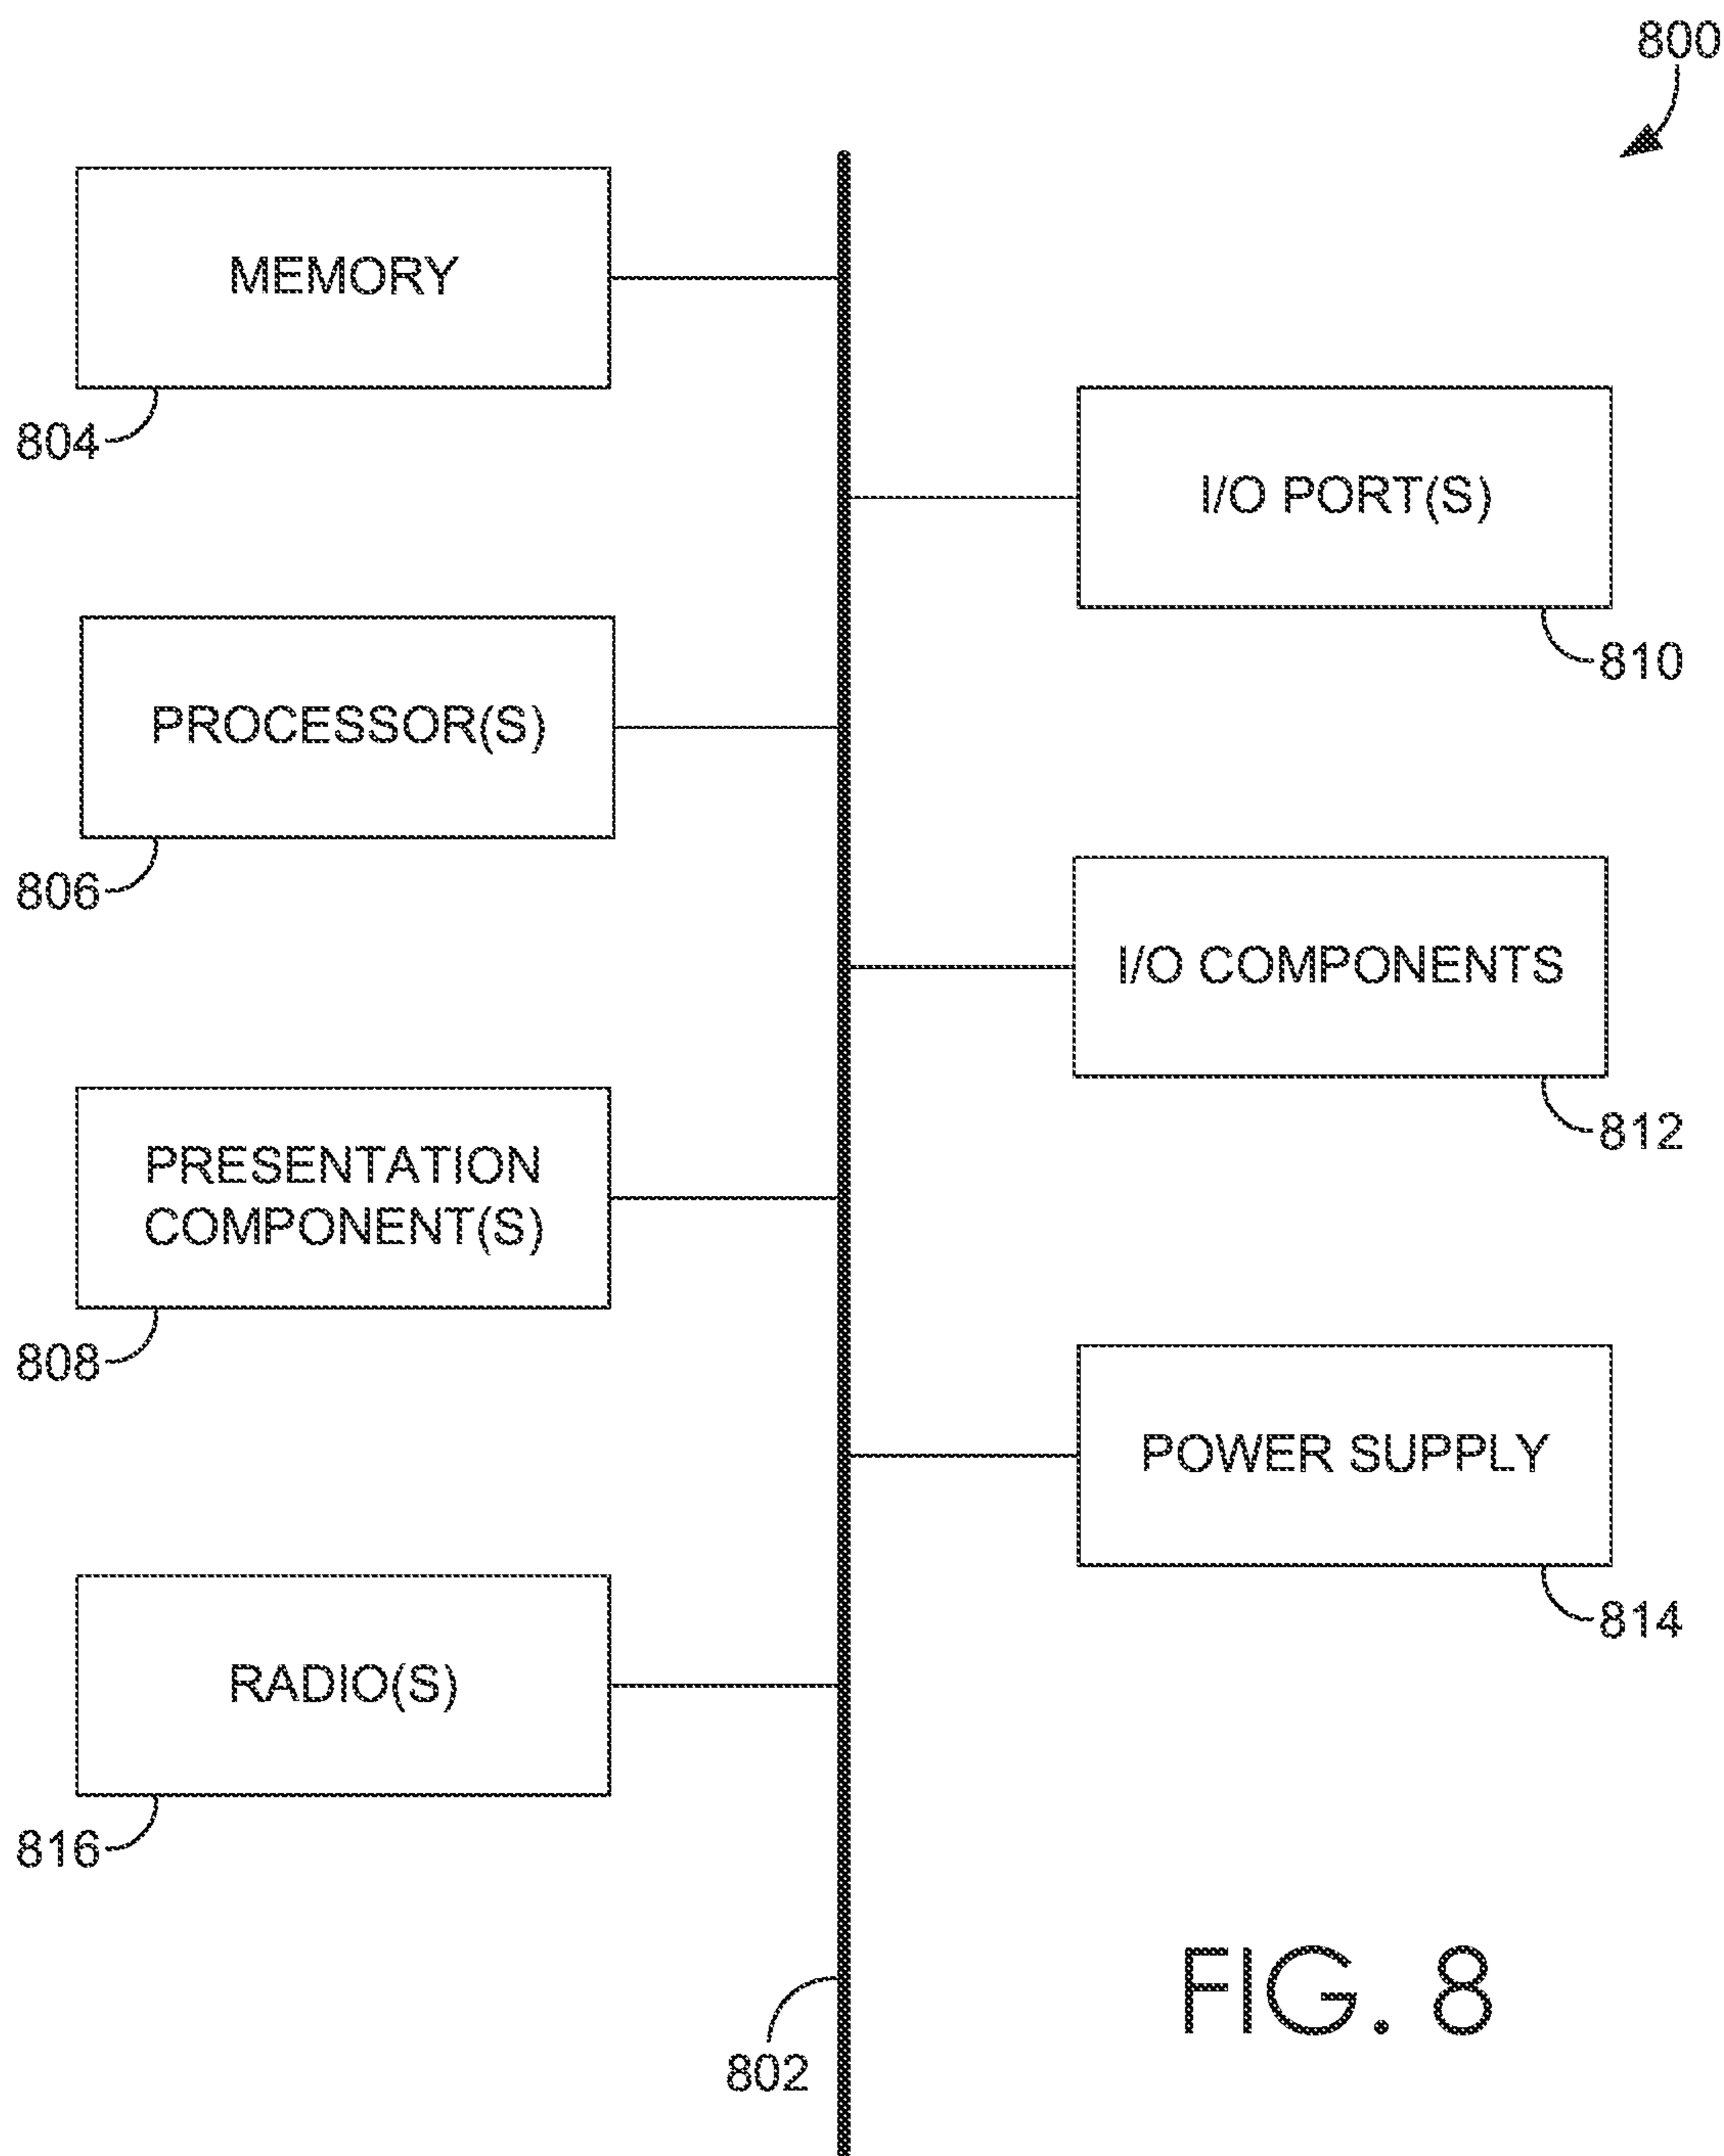 800
MEMORY
804
I/O PORT(S)
810
PROCESSOR(S)
806
I/O COMPONENTS
812
PRESENTATION
COMPONENT(S)
808
POWER SUPPLY
814
RADIO(S)
816
802
FIG. 8